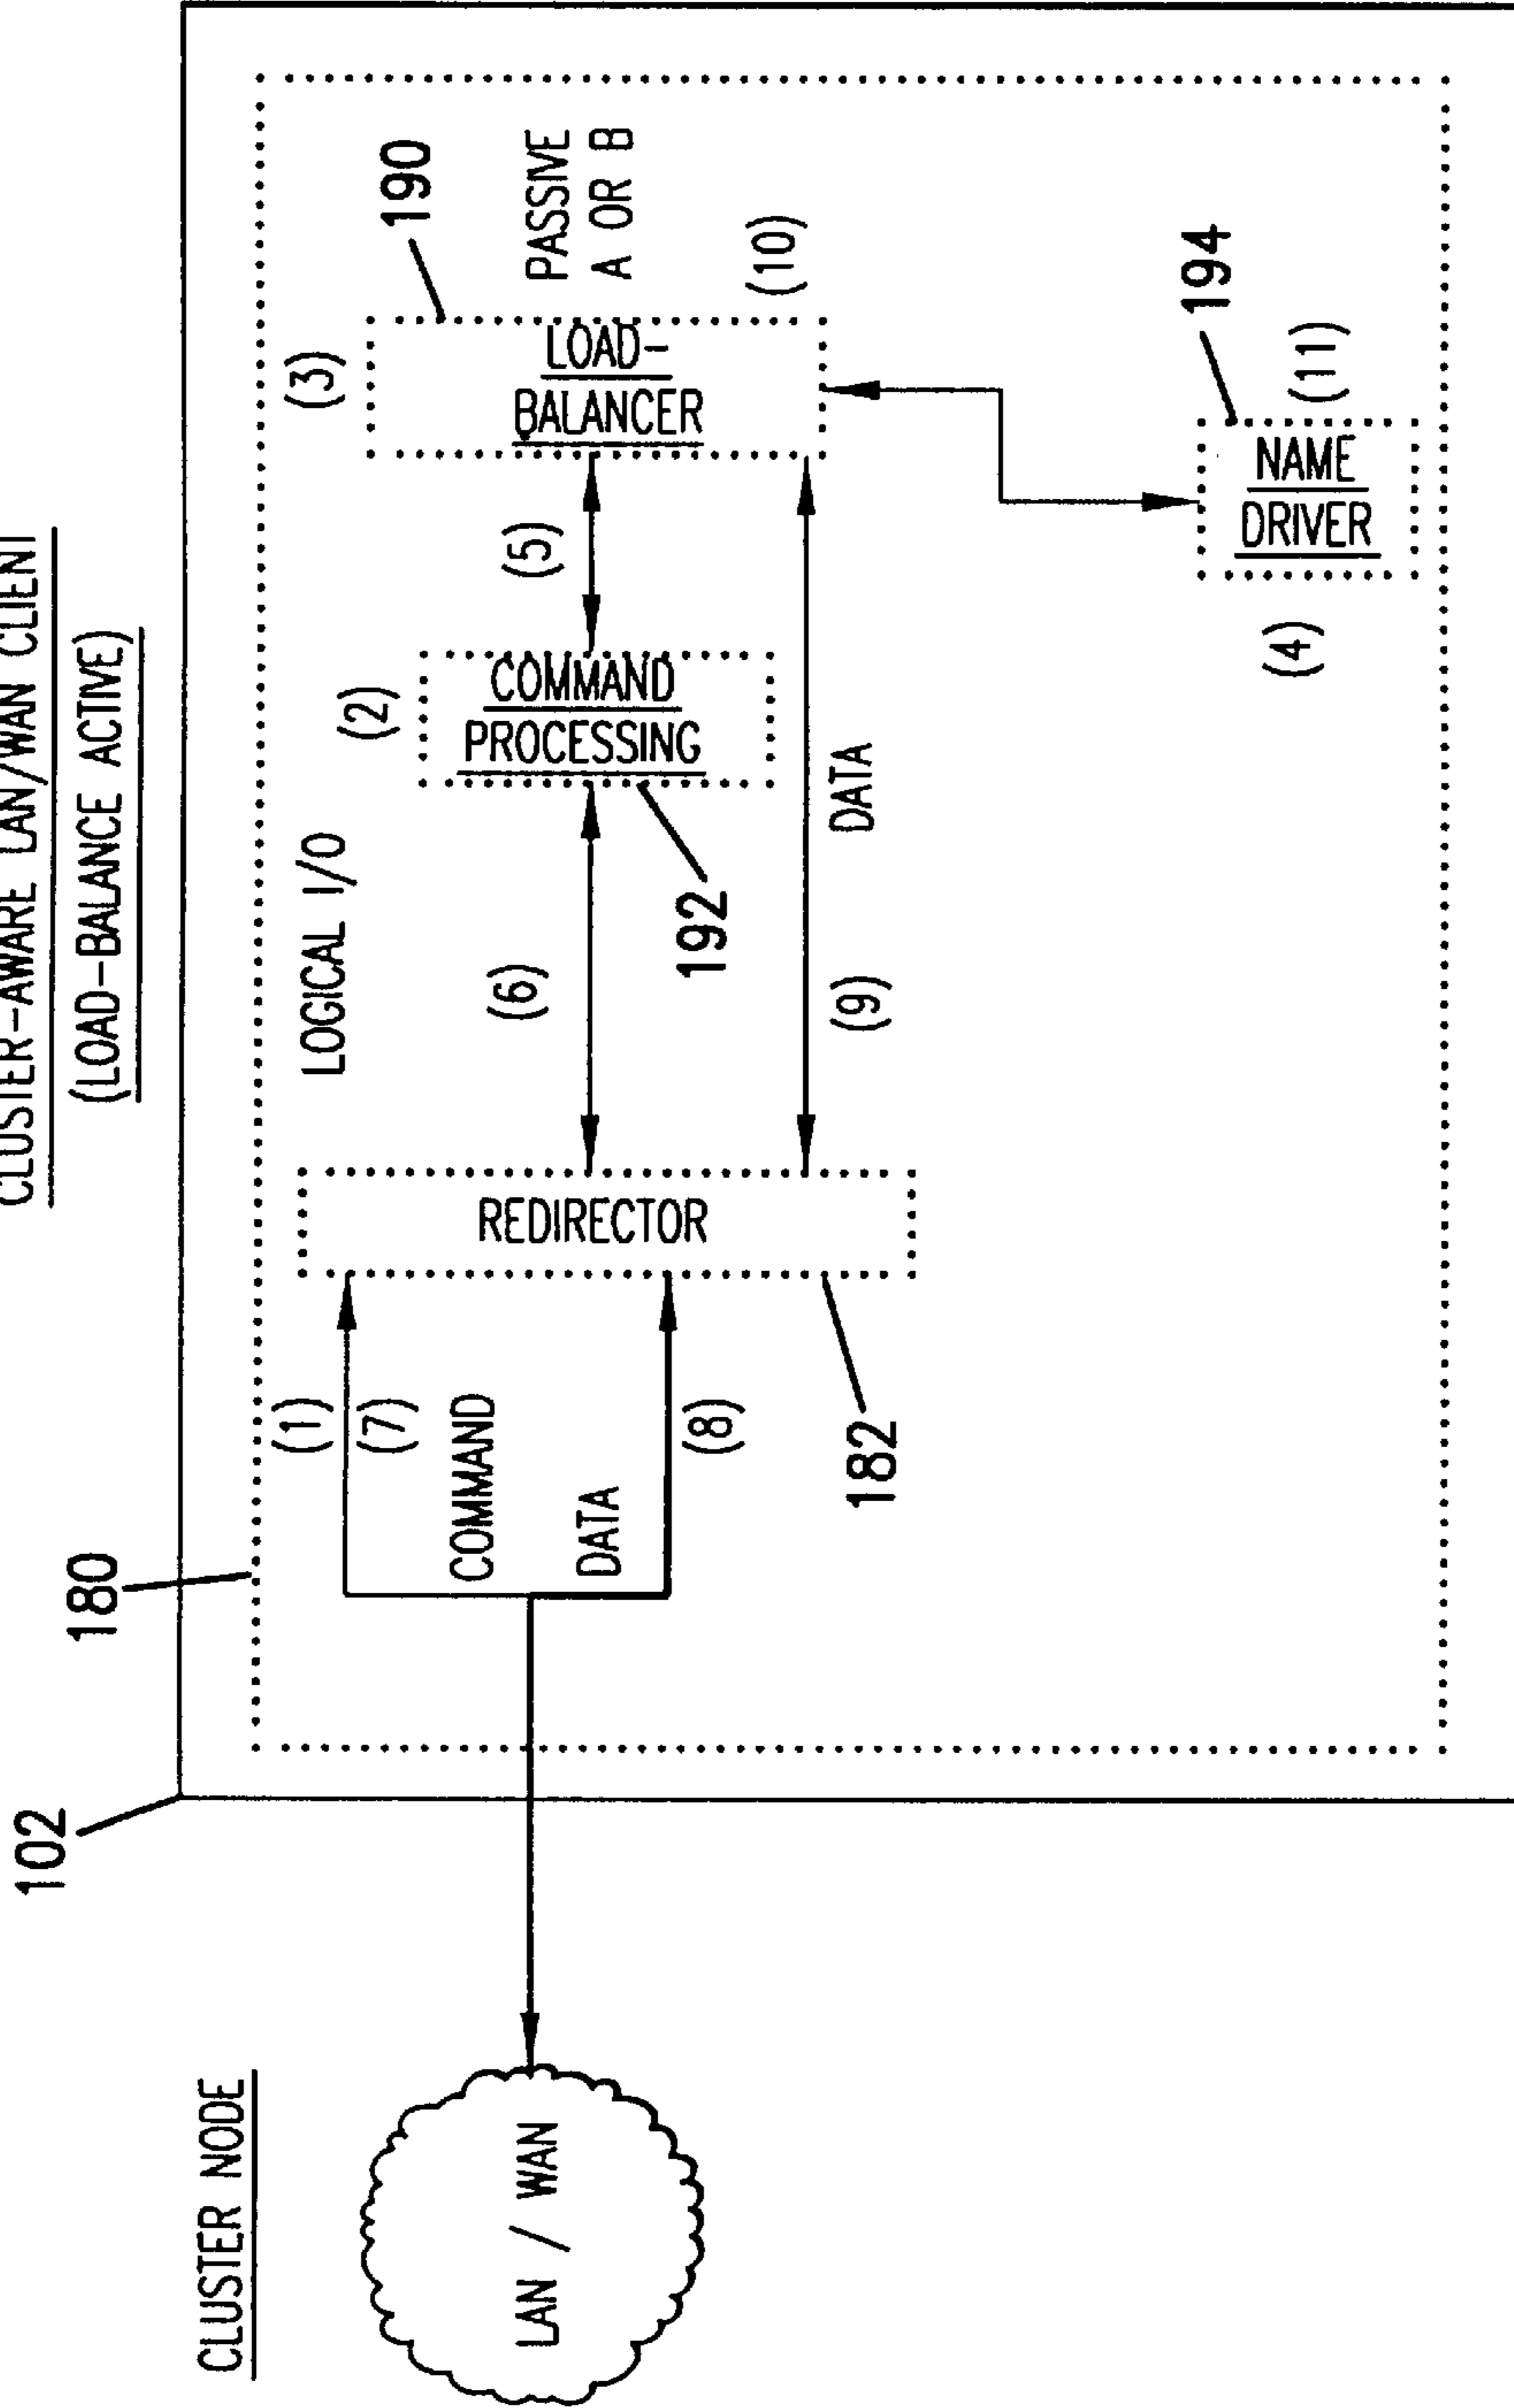 CLUSTER-AWARE LAN/WAN CLIENT
(LOAD-BALANCE ACTIVE)
CLUSTER NODE
102
180
LAN / WAN
(1)
(7)
COMMAND
DATA
(8)
182
REDIRECTOR
LOGICAL I/O
(6)
(9)
DATA
192
(2)
COMMAND
PROCESSING
(5)
(3)
LOAD-
BALANCER
190
PASSIVE
A OR B
(10)
194
(11)
NAME
DRIVER
(4)